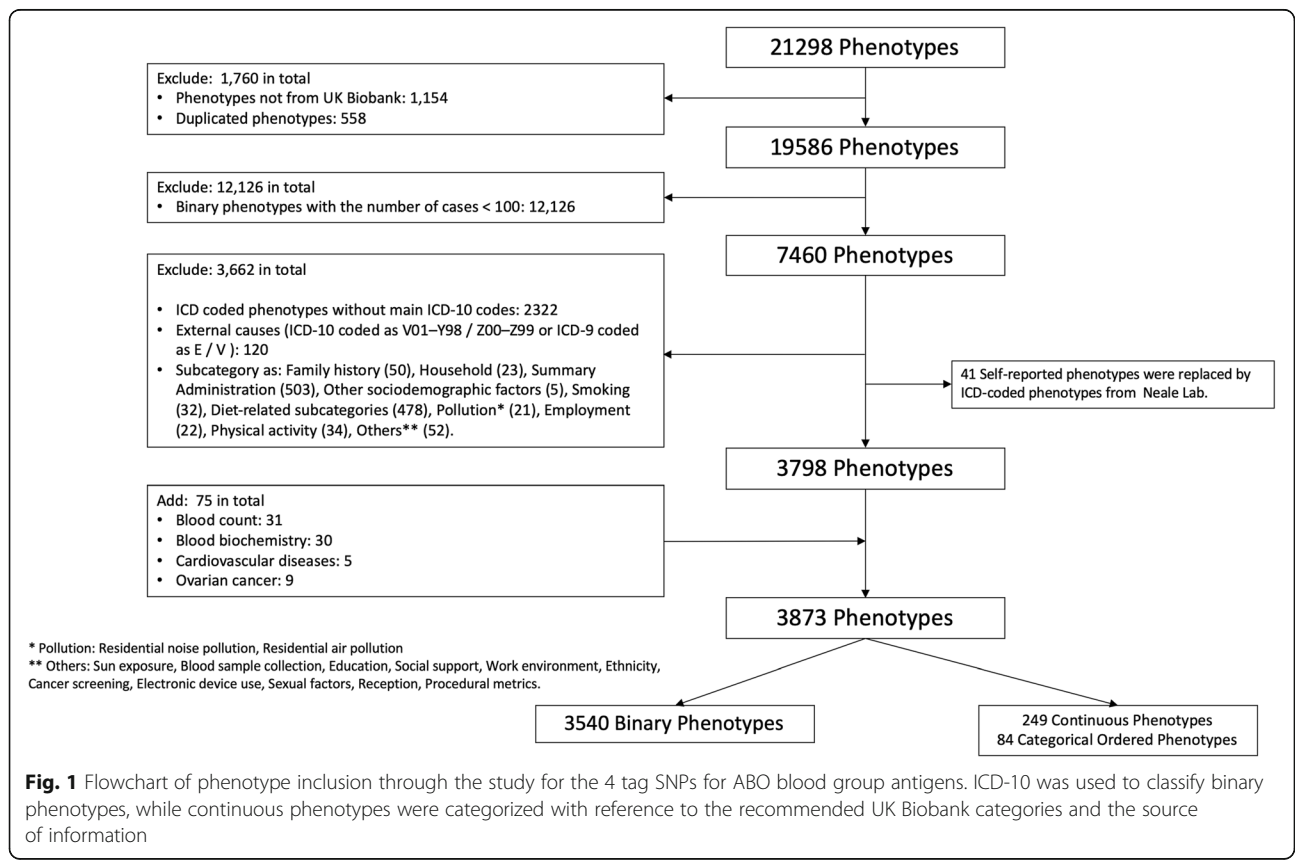 21298 Phenotypes
Exclude: 1,760 in total
• Phenotypes not from UK Biobank: 1,154
• Duplicated phenotypes: 558
19586 Phenotypes
Exclude: 12,126 in total
• Binary phenotypes with the number of cases < 100: 12,126
7460 Phenotypes
Exclude: 3,662 in total
• ICD coded phenotypes without main ICD-10 codes: 2322
• External causes (ICD-10 coded as V01–Y98 / Z00–Z99 or ICD-9 coded
as E / V ): 120
• Subcategory as: Family history (50), Household (23), Summary
Administration (503), Other sociodemographic factors (5), Smoking
(32), Diet-related subcategories (478), Pollution* (21), Employment
(22), Physical activity (34), Others** (52).
41 Self-reported phenotypes were replaced by
ICD-coded phenotypes from Neale Lab.
3798 Phenotypes
Add: 75 in total
• Blood count: 31
• Blood biochemistry: 30
• Cardiovascular diseases: 5
• Ovarian cancer: 9
3873 Phenotypes
* Pollution: Residential noise pollution, Residential air pollution
** Others: Sun exposure, Blood sample collection, Education, Social support, Work environment, Ethnicity,
Cancer screening, Electronic device use, Sexual factors, Reception, Procedural metrics.
3540 Binary Phenotypes
249 Continuous Phenotypes
84 Categorical Ordered Phenotypes
Fig. 1 Flowchart of phenotype inclusion through the study for the 4 tag SNPs for ABO blood group antigens. ICD-10 was used to classify binary
phenotypes, while continuous phenotypes were categorized with reference to the recommended UK Biobank categories and the source
of information